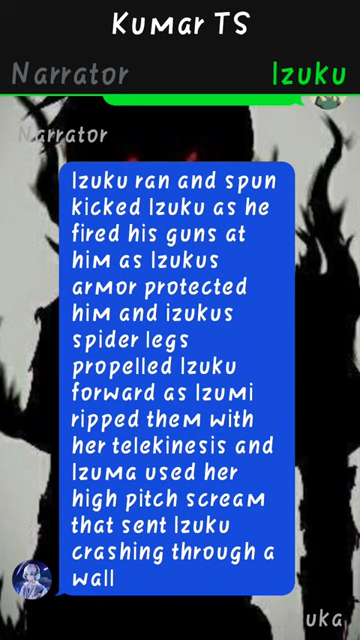 Kumar TS
Narrator Izuku
Narrator
Izuku ran and spun
kicked Izuku as he
fired his guns at
him as Izukus
armor protected
him and izukus
spider legs
propelled Izuku
forward as Izumi
ripped them with
her telekinesis and
Izuma used her
high pitch scream
that sent Izuku
crashing through a
wall
uka